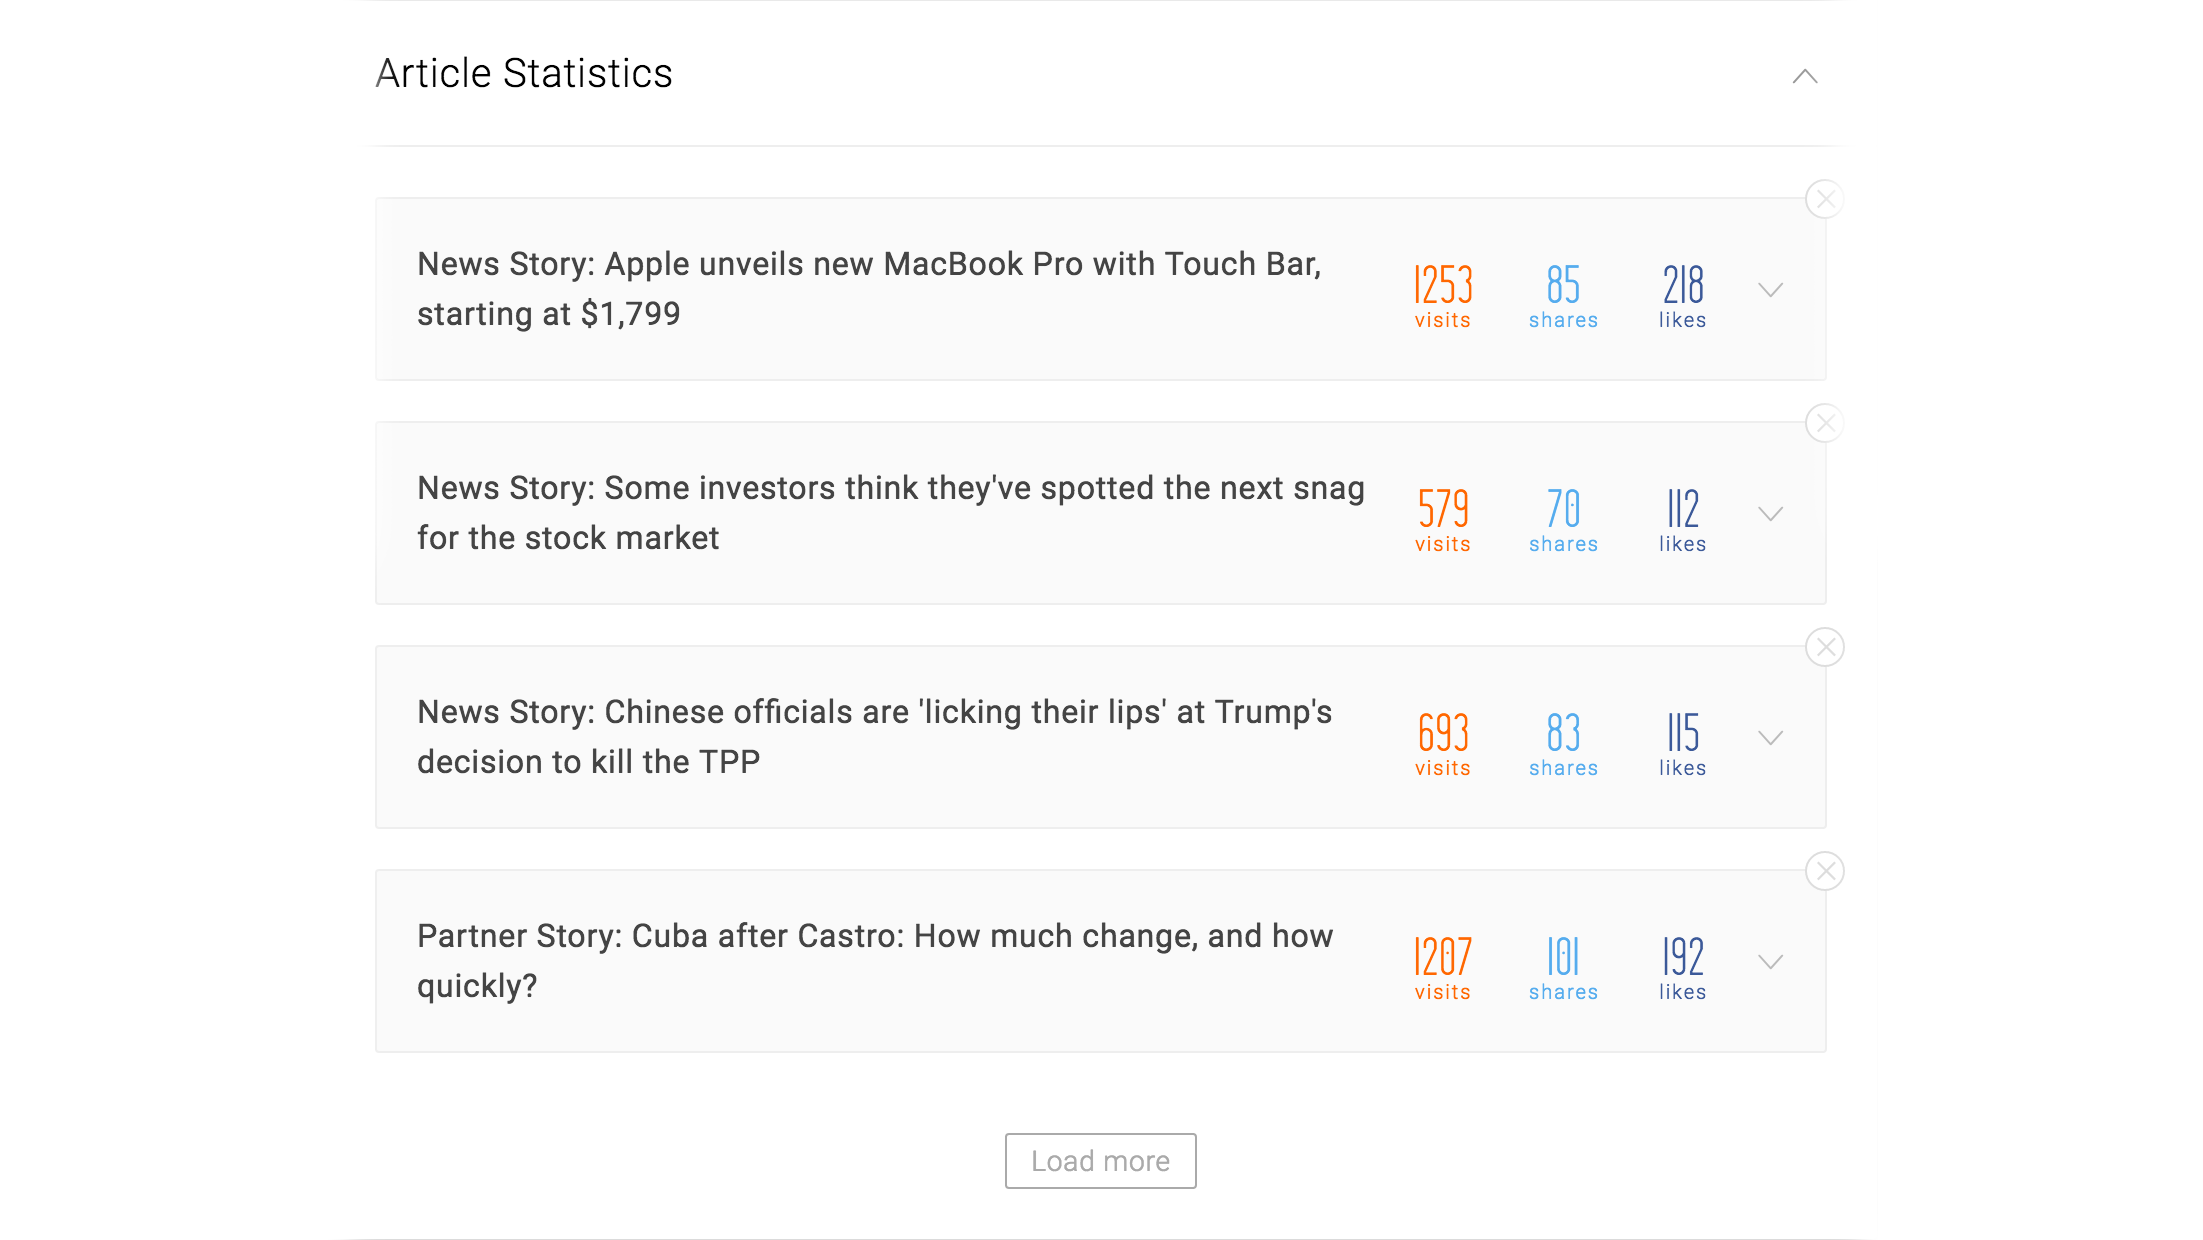 Article Statistics
News Story: Apple unveils new MacBook Pro with Touch Bar,
starting at $1,799
1253
visits
85
shares
218
likes
News Story: Some investors think they've spotted the next snag
for the stock market
579
visits
70
shares
112
likes
News Story: Chinese officials are 'licking their lips' at Trump's
decision to kill the TPP
693
visits
83
shares
115
likes
Partner Story: Cuba after Castro: How much change, and how
quickly?
1207
visits
101
shares
192
likes
Load more